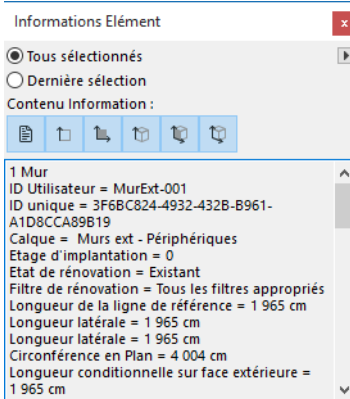 Informations Elément
x
Tous sélectionnés
Dernière sélection
Contenu Information :
1 Mur
ID Utilisateur = MurExt-001
ID unique = 3F6BC824-4932-432B-B961-
A1D8CCA89B19
Calque =  Murs ext - Périphériques
Etage d'implantation = 0
Etat de rénovation = Existant
Filtre de rénovation = Tous les filtres appropriés
Longueur de la ligne de référence = 1 965 cm
Longueur latérale = 1 965 cm
Longueur latérale = 1 965 cm
Circonférence en Plan = 4 004 cm
Longueur conditionnelle sur face extérieure =
1 965 cm